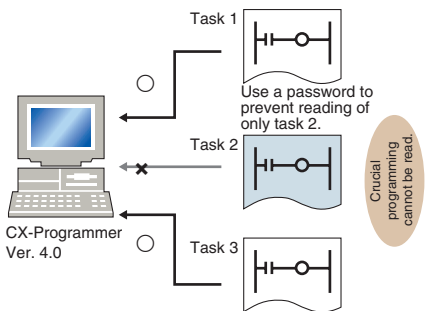 Task 1
Use a password to
prevent reading of
only task 2.
Task 2
Crucial
programming
cannot be read.
CX-Programmer
Ver. 4.0
Task 3